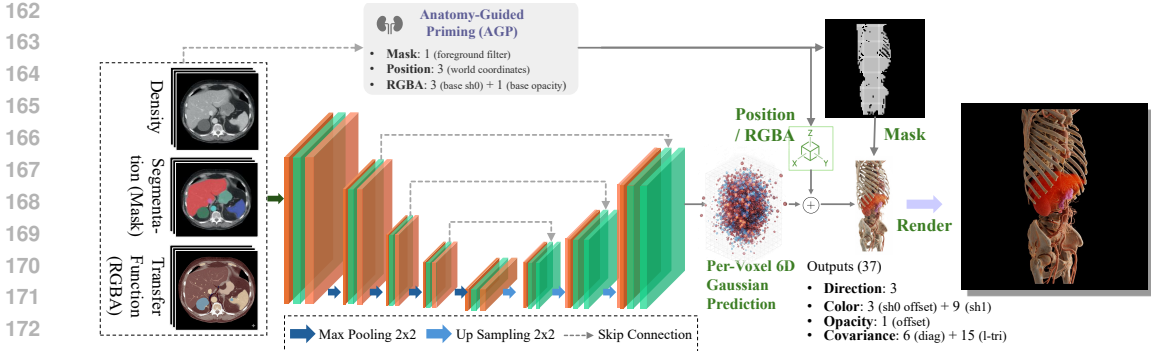 162
163
164
165
166
167
168
169
170
171
172
Anatomy-Guided
Priming (AGP)
• Mask: 1 (foreground filter)
• Position: 3 (world coordinates)
• RGBA: 3 (base sh0) + 1 (base opacity)
Density
Segmenta-
tion (Mask)
Transfer
Function
(RGBA)
Position
/ RGBA
Z
X
Y
Mask
Render
Per-Voxel 6D
Gaussian
Prediction
Outputs (37)
• Direction: 3
• Color: 3 (sh0 offset) + 9 (sh1)
• Opacity: 1 (offset)
• Covariance: 6 (diag) + 15 (l-tri)
Max Pooling 2x2
Up Sampling 2x2
Skip Connection